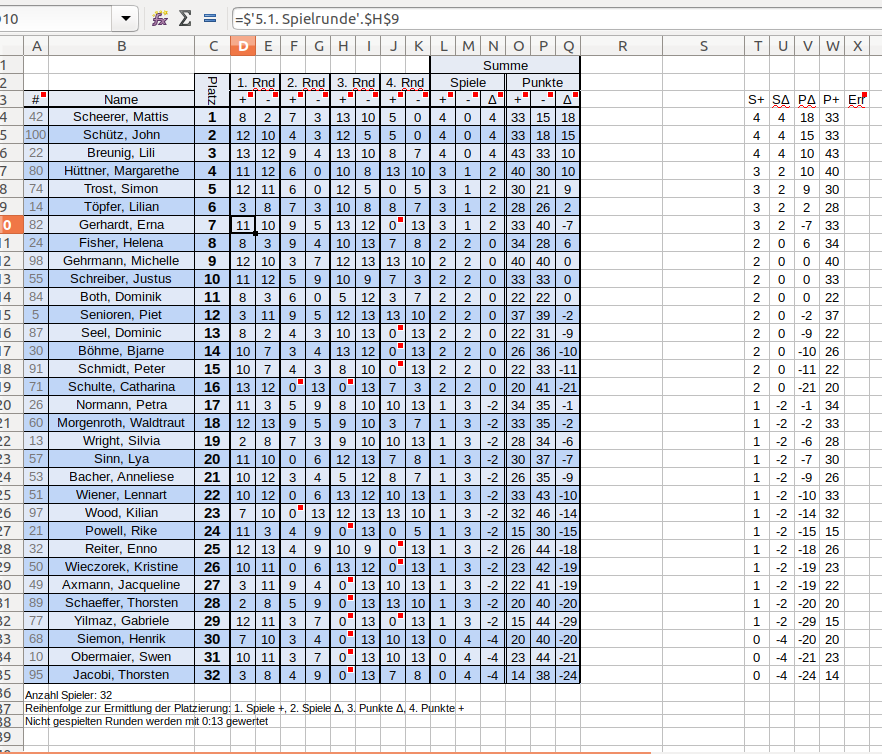 10 =$'5.1. Spielrunde'.$H$9
A B C D E F G H I J K L M N O P Q R S T U V W X
1 Summe
2 Platz 1. Rnd 2. Rnd 3. Rnd 4. Rnd Spiele Punkte
3 # Name + - + - + - + - + - Δ + - Δ S+ SΔ PΔ P+ Err
4 42 Scheerer, Mattis 1 8 2 7 3 13 10 5 0 4 0 4 33 15 18 4 4 18 33
5 100 Schütz, John 2 12 10 4 3 12 5 5 0 4 0 4 33 18 15 4 4 15 33
6 22 Breunig, Lili 3 13 12 9 4 13 10 8 7 4 0 4 43 33 10 4 4 10 43
7 80 Hüttner, Margarethe 4 11 12 6 0 10 8 13 10 3 1 2 40 30 10 3 2 10 40
8 74 Trost, Simon 5 12 11 6 0 12 5 0 5 3 1 2 30 21 9 3 2 9 30
9 14 Töpfer, Lilian 6 3 8 7 3 10 8 8 7 3 1 2 28 26 2 3 2 2 28
0 82 Gerhardt, Erna 7 11 10 9 5 13 12 0 13 3 1 2 33 40 -7 3 2 -7 33
11 24 Fisher, Helena 8 8 3 9 4 10 13 7 8 2 2 0 34 28 6 2 0 6 34
12 98 Gehrmann, Michelle 9 12 10 3 7 12 13 13 10 2 2 0 40 40 0 2 0 0 40
13 55 Schreiber, Justus 10 11 12 5 9 10 9 7 3 2 2 0 33 33 0 2 0 0 33
14 84 Both, Dominik 11 8 3 6 0 5 12 3 7 2 2 0 22 22 0 2 0 0 22
15 5 Senioren, Piet 12 3 11 9 5 12 13 13 10 2 2 0 37 39 -2 2 0 -2 37
16 87 Seel, Dominic 13 8 2 4 3 10 13 0 13 2 2 0 22 31 -9 2 0 -9 22
17 30 Böhme, Bjarne 14 10 7 3 4 13 12 0 13 2 2 0 26 36 -10 2 0 -10 26
18 91 Schmidt, Peter 15 10 7 4 3 8 10 0 13 2 2 0 22 33 -11 2 0 -11 22
19 71 Schulte, Catharina 16 13 12 0 13 0 13 7 3 2 2 0 20 41 -21 2 0 -21 20
20 26 Normann, Petra 17 11 3 5 9 8 10 10 13 1 3 -2 34 35 -1 1 -2 -1 34
21 60 Morgenroth, Waldtraut 18 12 13 9 5 9 10 3 7 1 3 -2 33 35 -2 1 -2 -2 33
22 13 Wright, Silvia 19 2 8 7 3 9 10 10 13 1 3 -2 28 34 -6 1 -2 -6 28
23 57 Sinn, Lya 20 11 10 0 6 12 13 7 8 1 3 -2 30 37 -7 1 -2 -7 30
24 53 Bacher, Anneliese 21 10 12 3 4 5 12 8 7 1 3 -2 26 35 -9 1 -2 -9 26
25 51 Wiener, Lennart 22 10 12 0 6 13 12 10 13 1 3 -2 33 43 -10 1 -2 -10 33
26 97 Wood, Kilian 23 7 10 0 13 12 13 13 10 1 3 -2 32 46 -14 1 -2 -14 32
27 21 Powell, Rike 24 11 3 4 9 0 13 0 5 1 3 -2 15 30 -15 1 -2 -15 15
28 32 Reiter, Enno 25 12 13 4 9 10 9 0 13 1 3 -2 26 44 -18 1 -2 -18 26
29 50 Wieczorek, Kristine 26 10 11 0 6 13 12 0 13 1 3 -2 23 42 -19 1 -2 -19 23
30 49 Axmann, Jacqueline 27 3 11 9 4 0 13 10 13 1 3 -2 22 41 -19 1 -2 -19 22
31 89 Schaeffer, Thorsten 28 2 8 5 9 0 13 13 10 1 3 -2 20 40 -20 1 -2 -20 20
32 77 Yilmaz, Gabriele 29 12 11 3 7 0 13 0 13 1 3 -2 15 44 -29 1 -2 -29 15
33 68 Siemon, Henrik 30 7 10 3 4 0 13 10 13 0 4 -4 20 40 -20 0 -4 -20 20
34 10 Obermaier, Swen 31 10 11 3 7 0 13 10 13 0 4 -4 23 44 -21 0 -4 -21 23
35 95 Jacobi, Thorsten 32 3 8 4 9 0 13 7 8 0 4 -4 14 38 -24 0 -4 -24 14
36 Anzahl Spieler: 32
37 Reihenfolge zur Ermittlung der Platzierung: 1. Spiele +, 2. Spiele Δ, 3. Punkte Δ, 4. Punkte +
38 Nicht gespielten Runden werden mit 0:13 gewertet
39